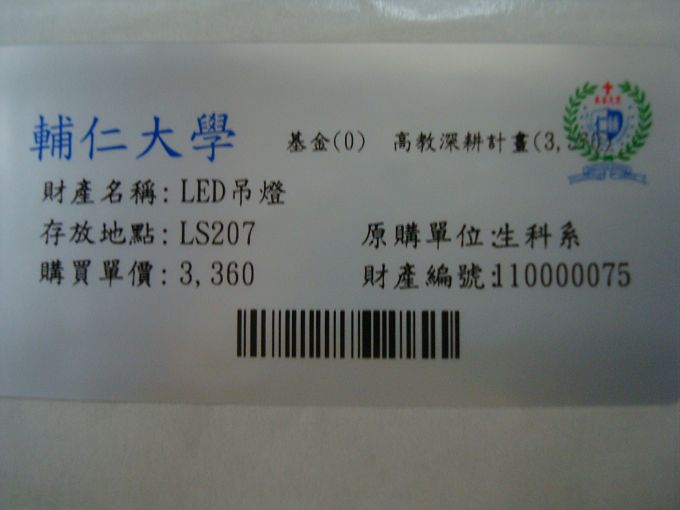 輔仁大學 基金(0) 高教深耕計畫(3,360)
財產名稱: LED吊燈
存放地點: LS207 原購單位:生科系
購買單價: 3,360 財產編號:110000075